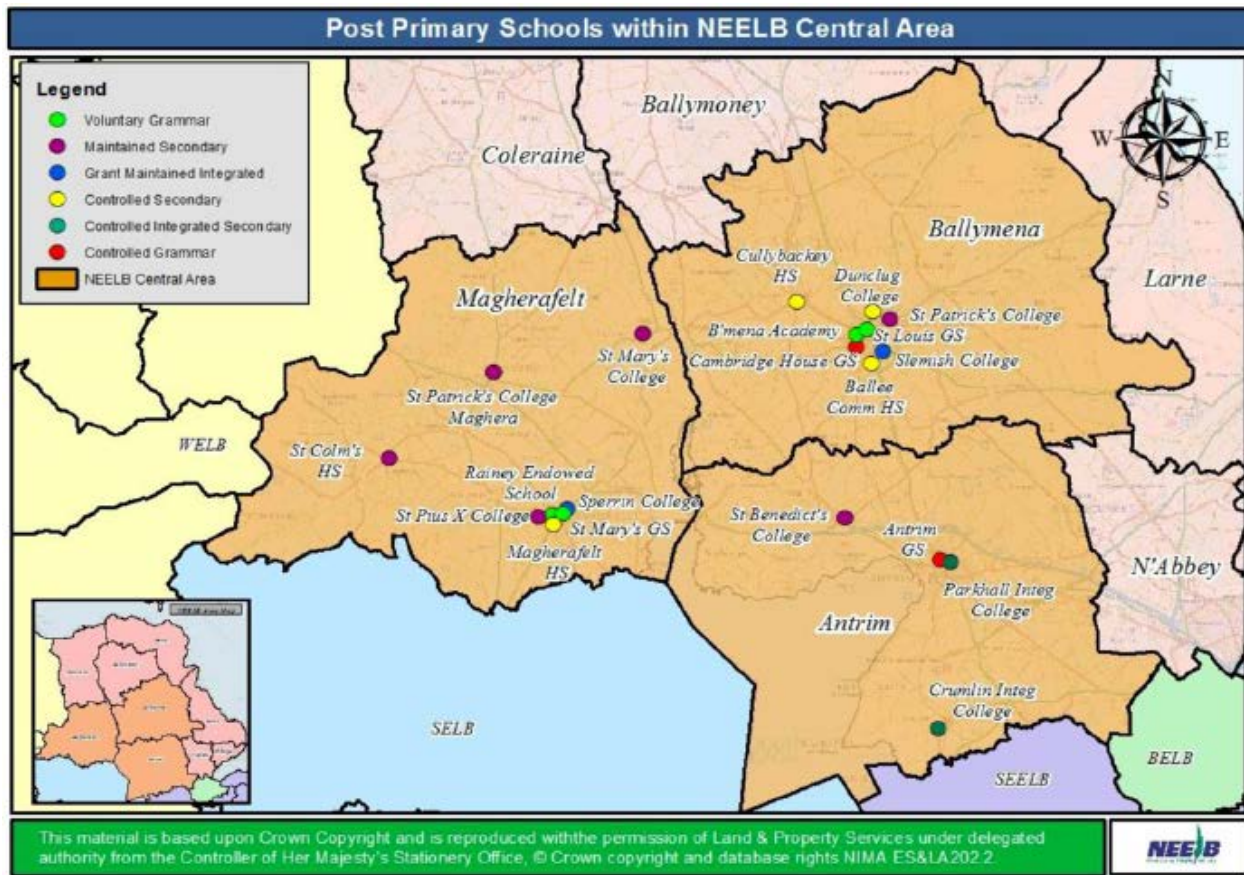 Post Primary Schools within NEELB Central Area
Legend
Voluntary Grammar
Maintained Secondary
Grant Maintained Integrated
Controlled Secondary
Controlled Integrated Secondary
Controlled Grammar
NEELB Central Area
N
W
E
S
Ballymoney
Coleraine
Ballymena
Larne
Cullybackey
HS
Dunclug
College
St Patrick's College
B'mena Academy
St Louis GS
Cambridge House GS
Slemish College
Ballee
Comm HS
Magherafelt
St Mary's
College
St Patrick's College
Maghera
WELB
St Colm's
HS
Rainey Endowed
School
Sperrin College
St Pius X College
St Mary's GS
Magherafelt
HS
St Benedict's
College
Antrim
GS
Parkhall Integ
College
N'Abbey
Antrim
Crumlin Integ
College
SELB
SEELB
BELB
This material is based upon Crown Copyright and is reproduced withthe permission of Land & Property Services under delegated
authority from the Controller of Her Majesty's Stationery Office, © Crown copyright and database rights NIMA ES&LA202.2.
NEELB